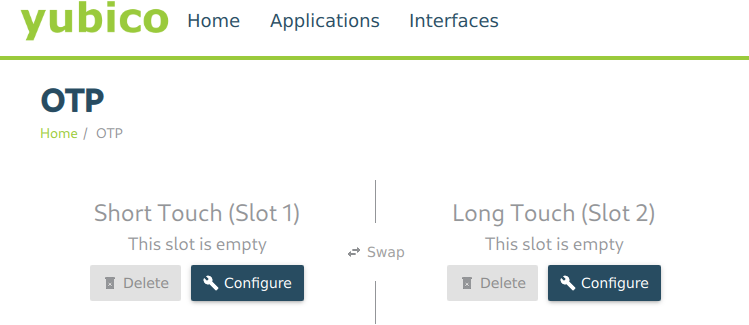 yubico Home Applications Interfaces
OTP
Home / OTP
Short Touch (Slot 1)
This slot is empty
Delete Configure
Swap
Long Touch (Slot 2)
This slot is empty
Delete Configure